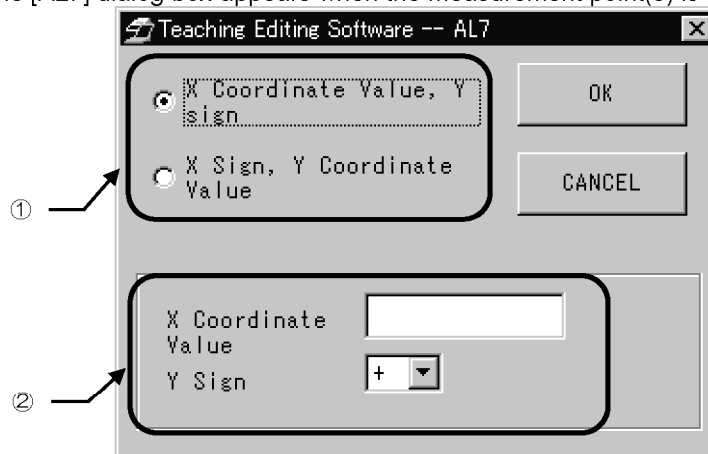 [AL7] dialog box appears when the measurement point(s) is
Teaching Editing Software -- AL7
X Coordinate Value, Y
sign
OK
X Sign, Y Coordinate
Value
CANCEL
①
X Coordinate
Value
Y Sign
+
②